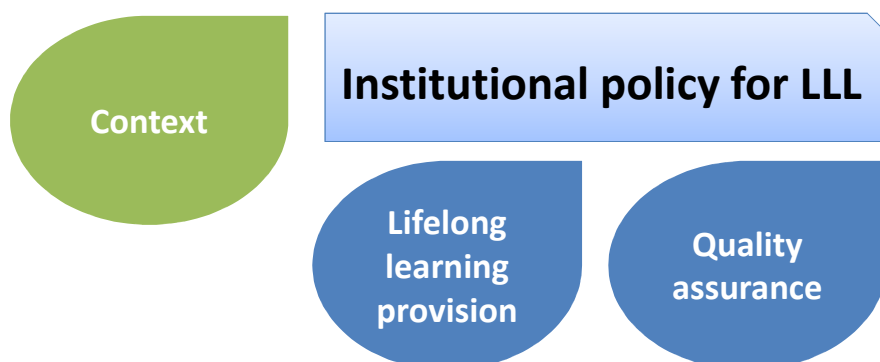 Institutional policy for LLL
Context
Lifelong
learning
provision
Quality
assurance